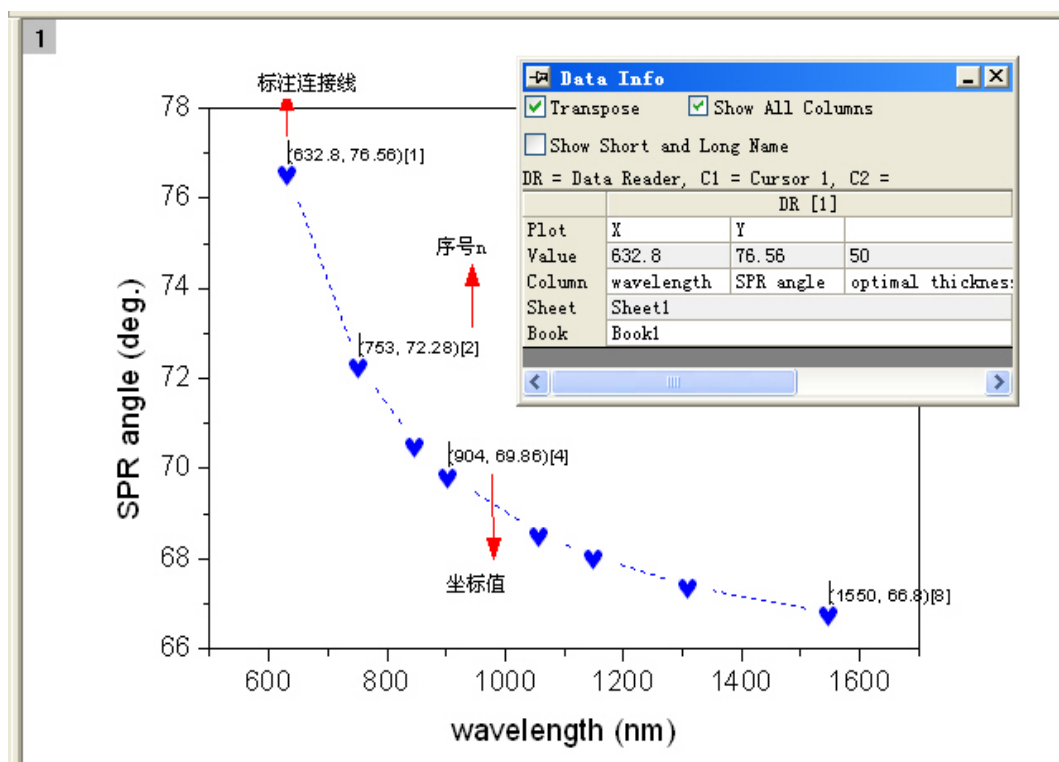 1
标注连接线
78
76
74
72
70
68
66
SPR angle (deg.)
(632.8, 76.56)[1]
序号n
(753, 72.28)[2]
(904, 69.86)[4]
坐标值
(1550, 66.8)[8]
600 800 1000 1200 1400 1600
wavelength (nm)
Data Info
Transpose Show All Columns
Show Short and Long Name
DR = Data Reader, C1 = Cursor 1, C2 =
DR [1]
Plot X Y
Value 632.8 76.56 50
Column wavelength SPR angle optimal thicknes
Sheet Sheet1
Book Book1